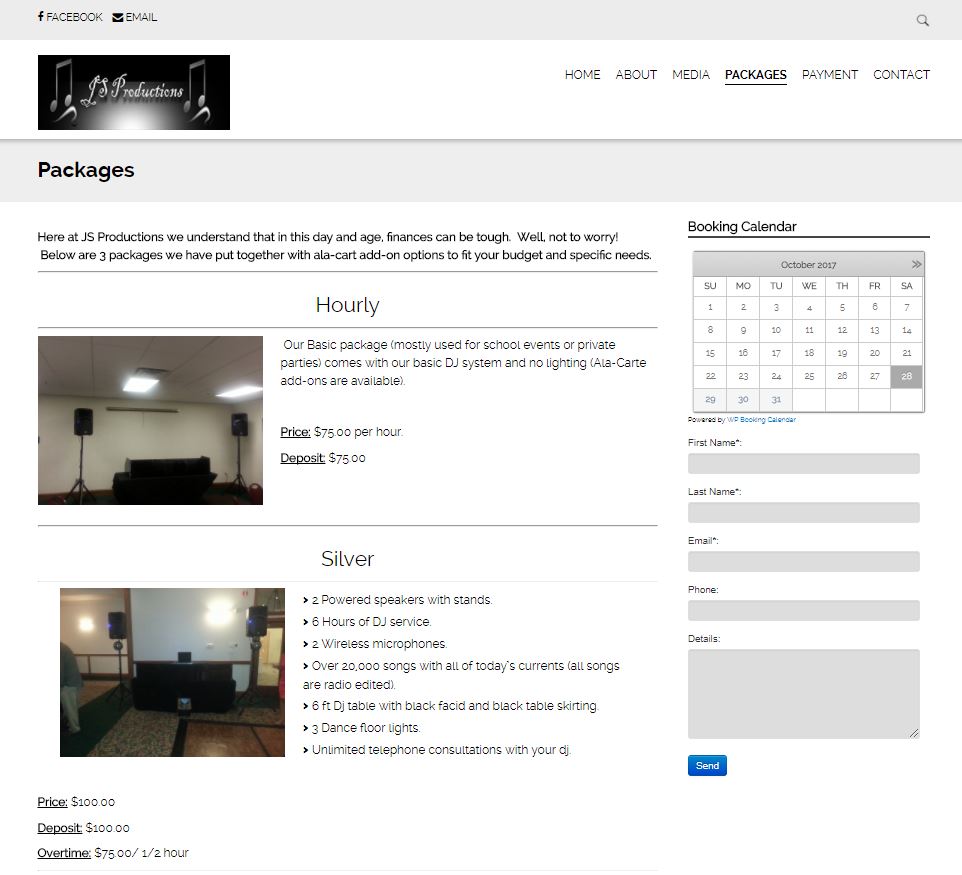 FACEBOOK EMAIL
JS Productions
HOME ABOUT MEDIA PACKAGES PAYMENT CONTACT
Packages
Here at JS Productions we understand that in this day and age, finances can be tough. Well, not to worry!
Below are 3 packages we have put together with ala-cart add-on options to fit your budget and specific needs.
Hourly
Our Basic package (mostly used for school events or private
parties) comes with our basic DJ system and no lighting (Ala-Carte
add-ons are available).
Price: $75.00 per hour.
Deposit: $75.00
Silver
2 Powered speakers with stands.
6 Hours of DJ service.
2 Wireless microphones.
Over 20,000 songs with all of today's currents (all songs
are radio edited).
6 ft Dj table with black facid and black table skirting.
3 Dance floor lights.
Unlimited telephone consultations with your dj.
Price: $100.00
Deposit: $100.00
Overtime: $75.00/ 1/2 hour
Booking Calendar
October 2017
SU MO TU WE TH FR SA
1 2 3 4 5 6 7
8 9 10 11 12 13 14
15 16 17 18 19 20 21
22 23 24 25 26 27 28
29 30 31
Powered by WP Booking Calendar
First Name*:
Last Name*:
Email*:
Phone:
Details:
Send